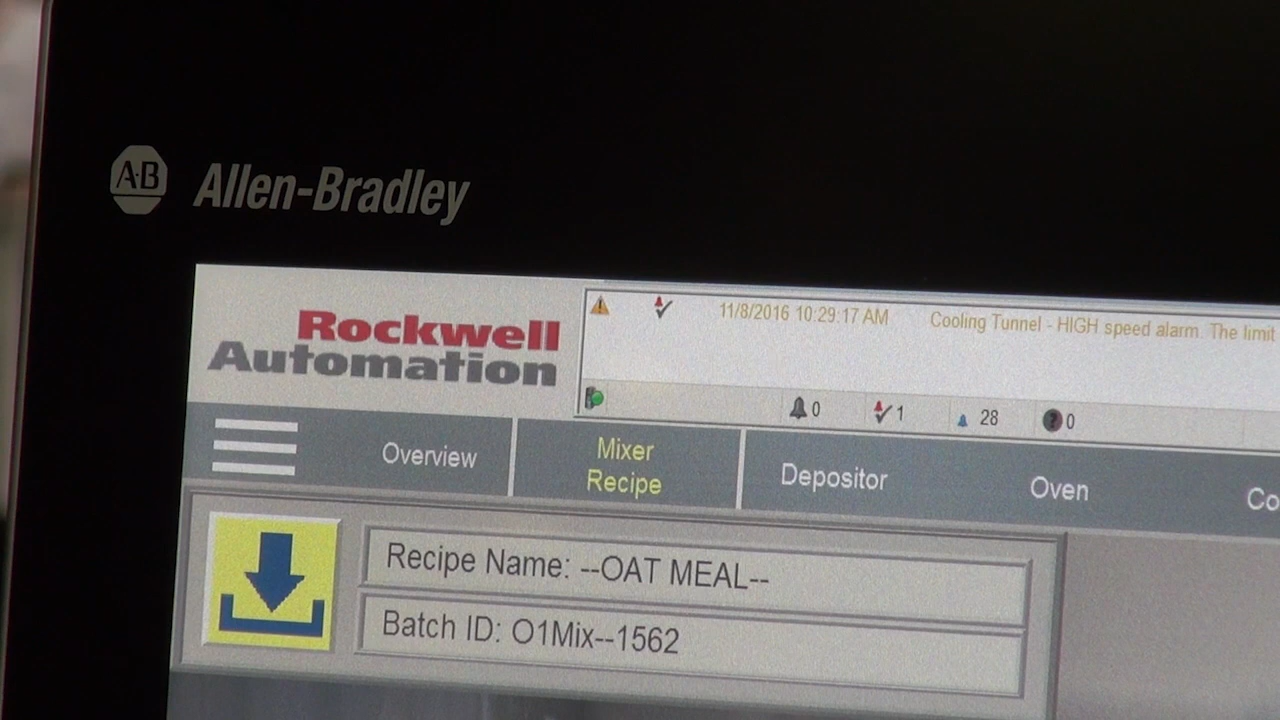 A·B Allen-Bradley
Rockwell
Automation
11/8/2016 10:29:17 AM Cooling Tunnel - HIGH speed alarm. The limit
0 1 28 ? 0
Overview
Mixer
Recipe
Depositor
Oven
Co
Recipe Name: --OAT MEAL--
Batch ID: O1Mix--1562